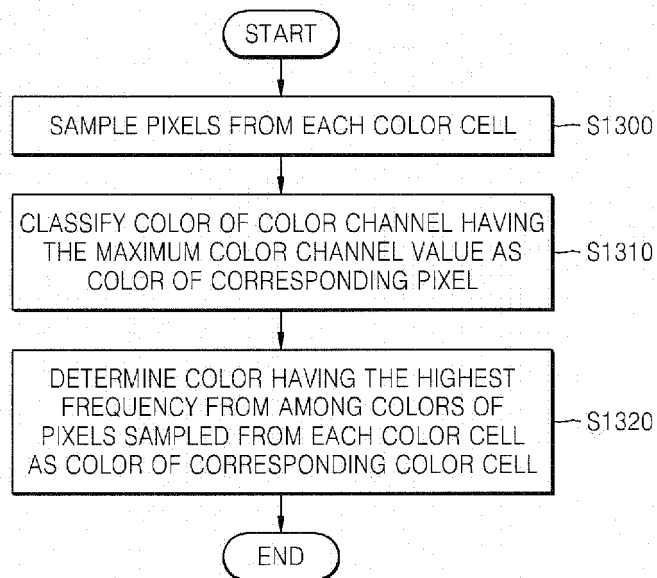 START
SAMPLE PIXELS FROM EACH COLOR CELL
S1300
CLASSIFY COLOR OF COLOR CHANNEL HAVING
THE MAXIMUM COLOR CHANNEL VALUE AS
COLOR OF CORRESPONDING PIXEL
S1310
DETERMINE COLOR HAVING THE HIGHEST
FREQUENCY FROM AMONG COLORS OF
PIXELS SAMPLED FROM EACH COLOR CELL
AS COLOR OF CORRESPONDING COLOR CELL
S1320
END